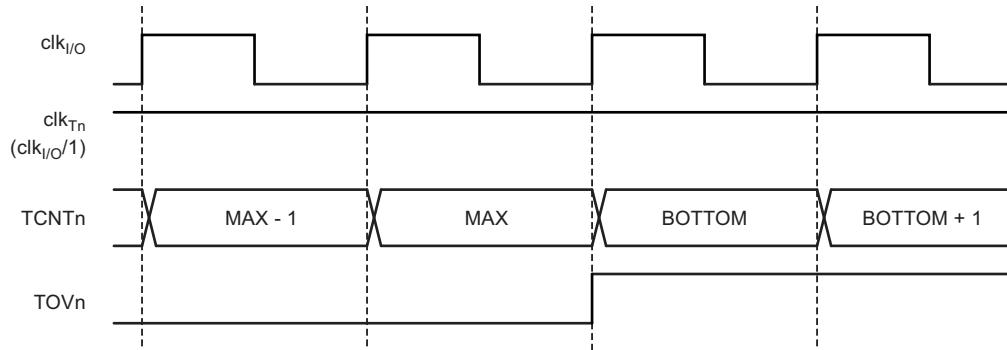 clkI/O
clkTn
(clkI/O/1)
TCNTn MAX - 1 MAX BOTTOM BOTTOM + 1
TOVn